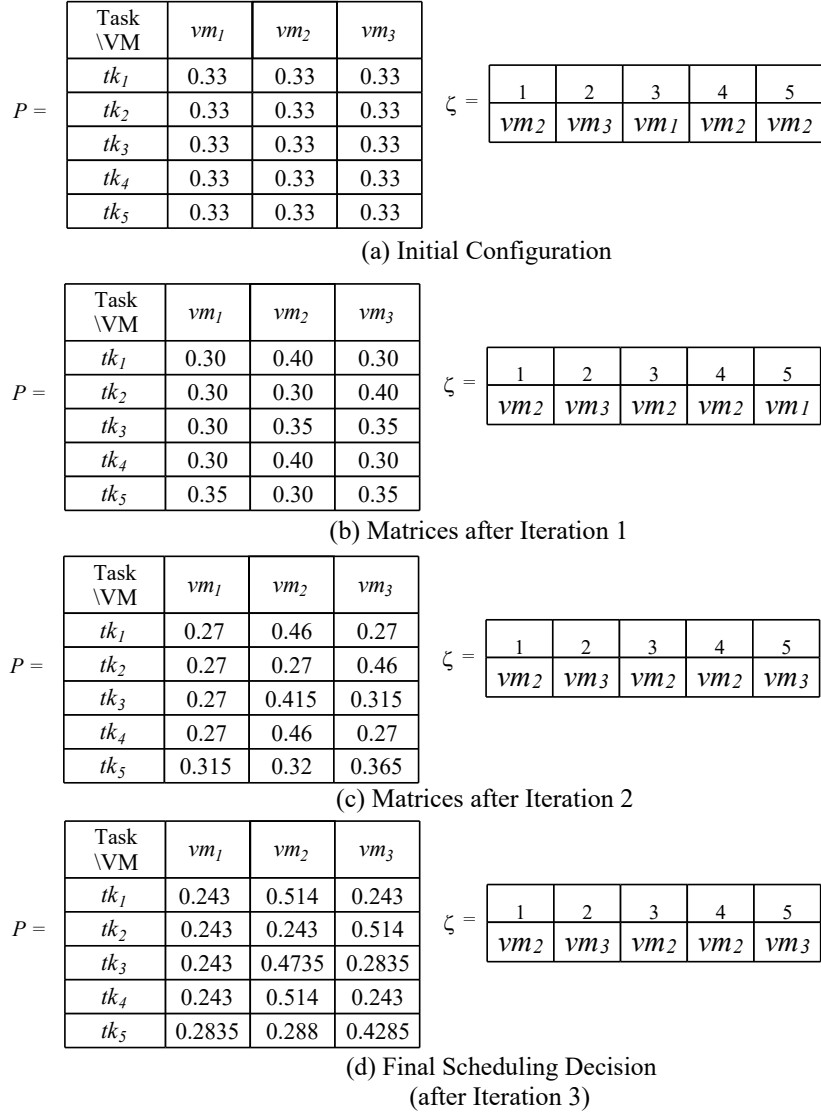 Task \VM vm1 vm2 vm3
tk1 0.33 0.33 0.33
tk2 0.33 0.33 0.33
tk3 0.33 0.33 0.33
tk4 0.33 0.33 0.33
tk5 0.33 0.33 0.33
P =
ζ =
1 2 3 4 5
vm2 vm3 vm1 vm2 vm2
(a) Initial Configuration
Task \VM vm1 vm2 vm3
tk1 0.30 0.40 0.30
tk2 0.30 0.30 0.40
tk3 0.30 0.35 0.35
tk4 0.30 0.40 0.30
tk5 0.35 0.30 0.35
P =
ζ =
1 2 3 4 5
vm2 vm3 vm2 vm2 vm1
(b) Matrices after Iteration 1
Task \VM vm1 vm2 vm3
tk1 0.27 0.46 0.27
tk2 0.27 0.27 0.46
tk3 0.27 0.415 0.315
tk4 0.27 0.46 0.27
tk5 0.315 0.32 0.365
P =
ζ =
1 2 3 4 5
vm2 vm3 vm2 vm2 vm3
(c) Matrices after Iteration 2
Task \VM vm1 vm2 vm3
tk1 0.243 0.514 0.243
tk2 0.243 0.243 0.514
tk3 0.243 0.4735 0.2835
tk4 0.243 0.514 0.243
tk5 0.2835 0.288 0.4285
P =
ζ =
1 2 3 4 5
vm2 vm3 vm2 vm2 vm3
(d) Final Scheduling Decision
(after Iteration 3)